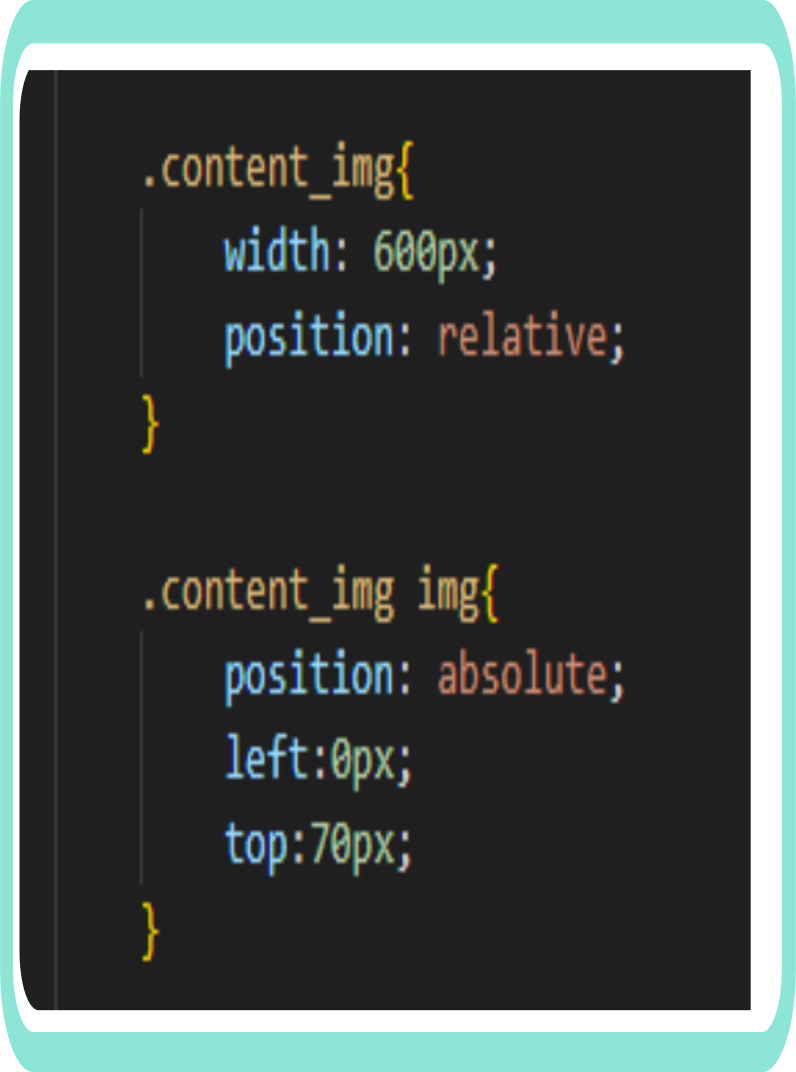 .content_img{
width: 600px;
position: relative;
}
.content_img img{
position: absolute;
left:0px;
top:70px;
}